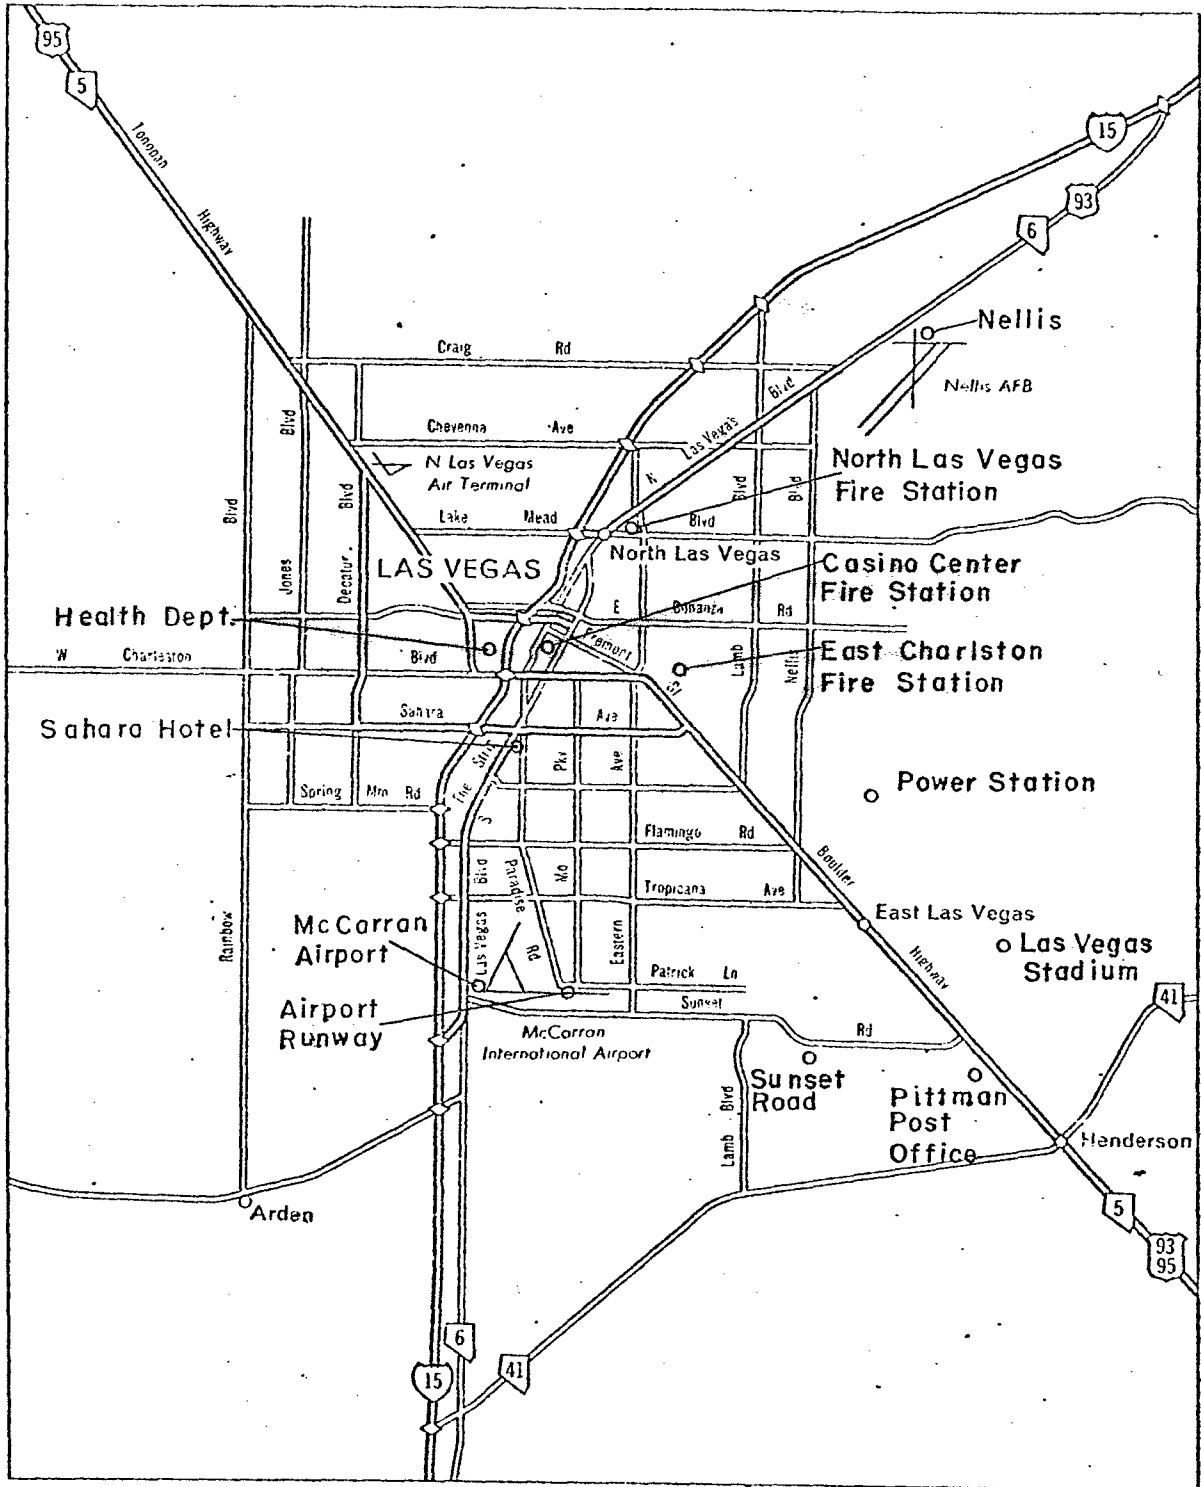 95
5
Tonopah
Highway
15
93
6
Nellis
Nellis AFB
Craig Rd
Blvd
Las Vegas
N
Chevenna Ave
N Las Vegas
Air Terminal
North Las Vegas
Fire Station
Blvd
Blvd
Blvd
Blvd
Blvd
Lake Mead Blvd
North Las Vegas
LAS VEGAS
Casino Center
Fire Station
Jones
Decatur
E Bonanza Rd
Health Dept.
Fremont
St
W Charleston Blvd
Lamb
Nellis
East Charlston
Fire Station
Sahara Ave
Sahara Hotel
The Strip
S
Pkv
Ave
Power Station
Spring Mtn Rd
Flamingo Rd
Boulder
Blvd
Paradise
Mo
Tropicana Ave
Rainbow
McCarran
Airport
Las Vegas
Rd
Eastern
East Las Vegas
Highway
Las Vegas
Stadium
Patrick Ln
Sunset
Rd
41
Airport
Runway
McCarran
International Airport
Sunset
Road
Blvd
Lamb
Pittman
Post
Office
Henderson
Arden
5
93
95
6
41
15